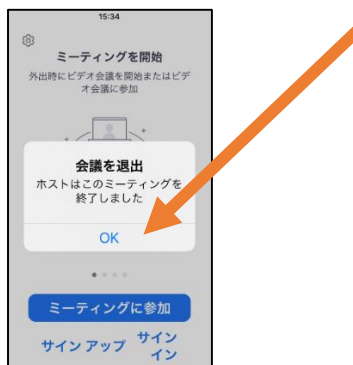 15:34
ミーティングを開始
外出時にビデオ会議を開始またはビデ
オ会議に参加
会議を退出
ホストはこのミーティングを
終了しました
OK
ミーティングに参加
サイン アップ
サイン
イン